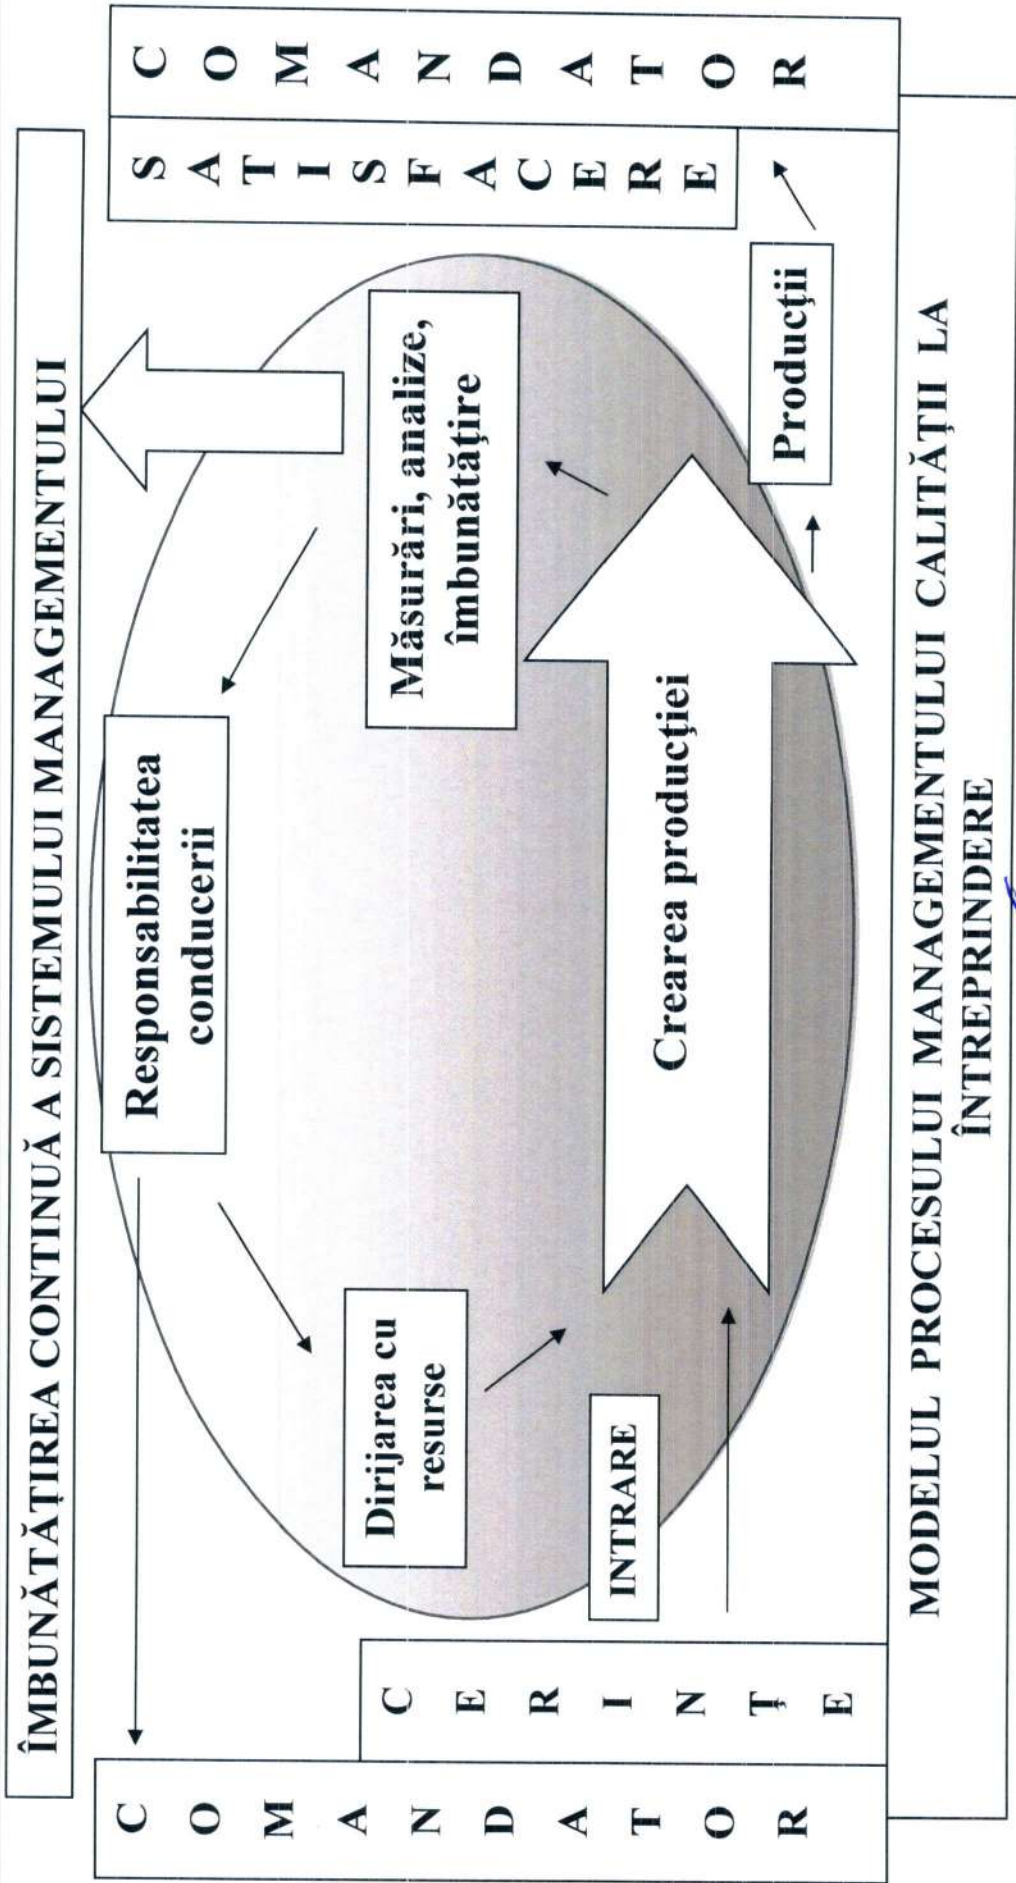 ÎMBUNĂTĂȚIREA CONTINUĂ A SISTEMULUI MANAGEMENTULUI
COMANDATOR
CERINȚE
Responsabilitatea
conducerii
Dirijarea cu
resurse
Măsurări, analize,
îmbunătățire
INTRARE
Crearea producției
Producții
SATISFACERE
COMANDATOR
MODELUL PROCESULUI MANAGEMENTULUI CALITĂȚII LA
ÎNTREPRINDERE